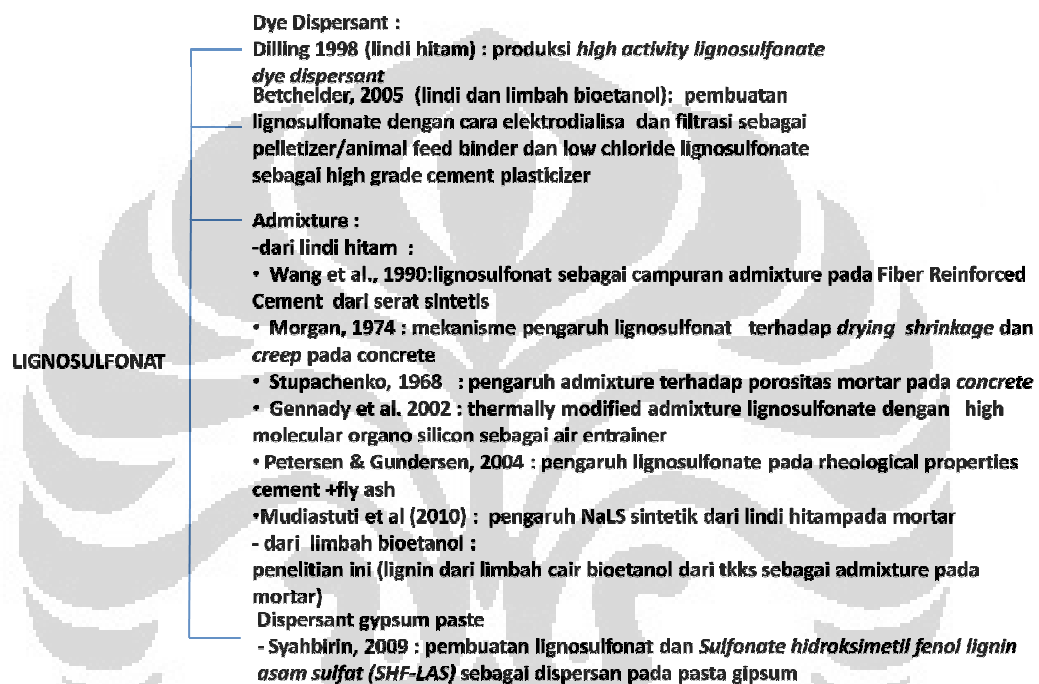 Dye Dispersant :
Dilling 1998 (lindi hitam) : produksi high activity lignosulfonate
dye dispersant
Betchelder, 2005 (lindi dan limbah bioetanol): pembuatan
lignosulfonate dengan cara elektrodialisa dan filtrasi sebagai
pelletizer/animal feed binder dan low chloride lignosulfonate
sebagai high grade cement plasticizer
Admixture :
-dari lindi hitam :
• Wang et al., 1990:lignosulfonat sebagai campuran admixture pada Fiber Reinforced
Cement dari serat sintetis
• Morgan, 1974 : mekanisme pengaruh lignosulfonat terhadap drying shrinkage dan
creep pada concrete
LIGNOSULFONAT
• Stupachenko, 1968 : pengaruh admixture terhadap porositas mortar pada concrete
• Gennady et al. 2002 : thermally modified admixture lignosulfonate dengan high
molecular organo silicon sebagai air entrainer
• Petersen & Gundersen, 2004 : pengaruh lignosulfonate pada rheological properties
cement +fly ash
•Mudiastuti et al (2010) : pengaruh NaLS sintetik dari lindi hitampada mortar
- dari limbah bioetanol :
penelitian ini (lignin dari limbah cair bioetanol dari tkks sebagai admixture pada
mortar)
Dispersant gypsum paste
- Syahbirin, 2009 : pembuatan lignosulfonat dan Sulfonate hidroksimetil fenol lignin
asam sulfat (SHF-LAS) sebagai dispersan pada pasta gipsum